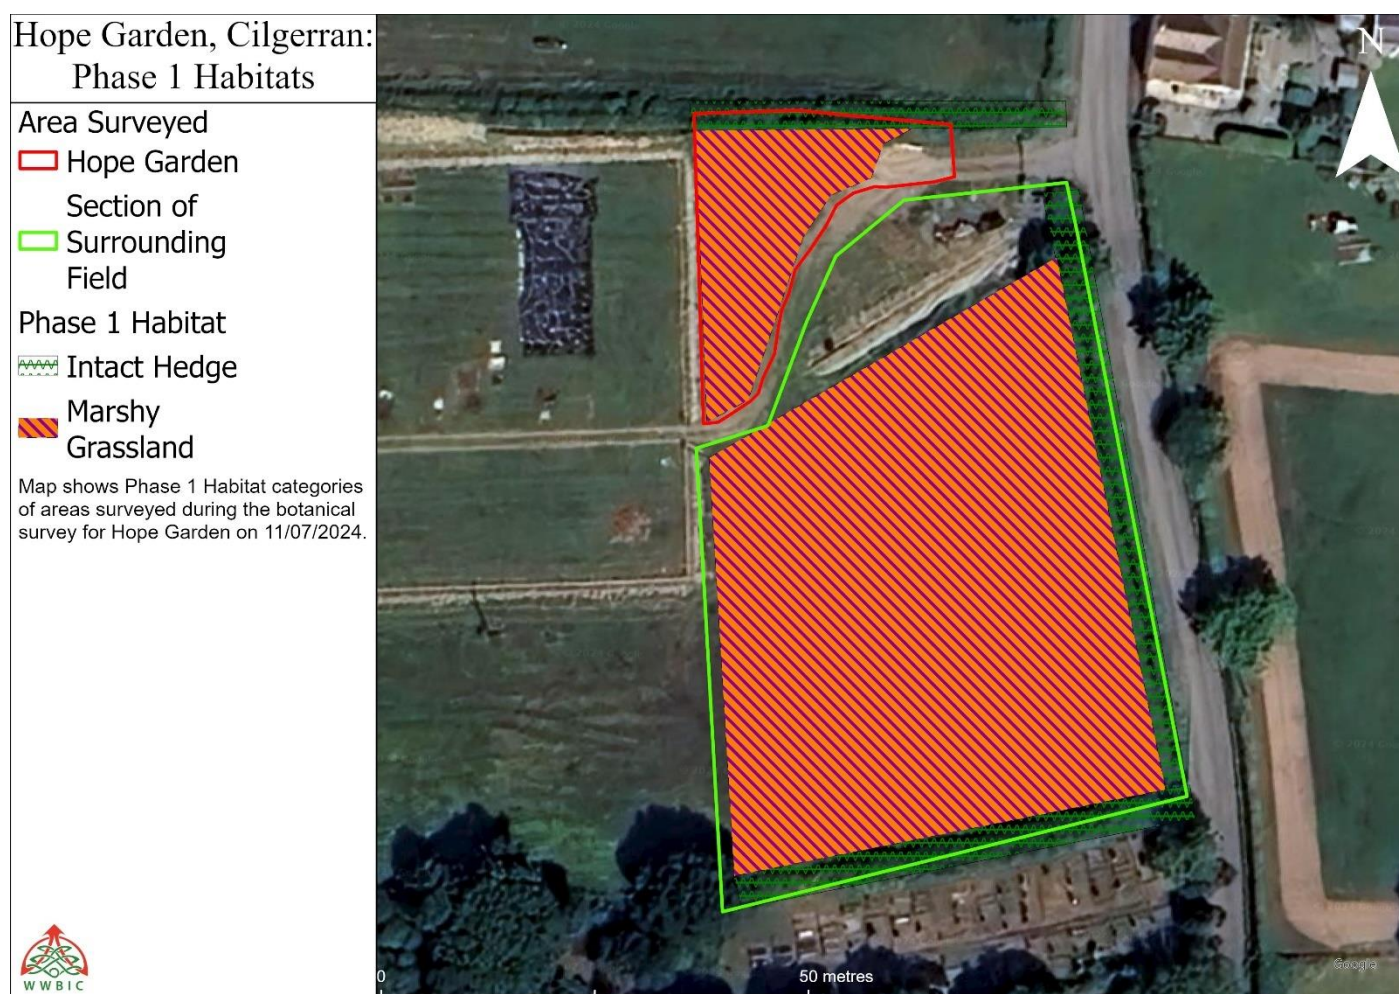 Hope Garden, Cilgerran:
Phase 1 Habitats
Area Surveyed
Hope Garden
Section of
Surrounding
Field
Phase 1 Habitat
Intact Hedge
Marshy
Grassland
Map shows Phase 1 Habitat categories
of areas surveyed during the botanical
survey for Hope Garden on 11/07/2024.
WWBIC
N
0
50 metres
Google